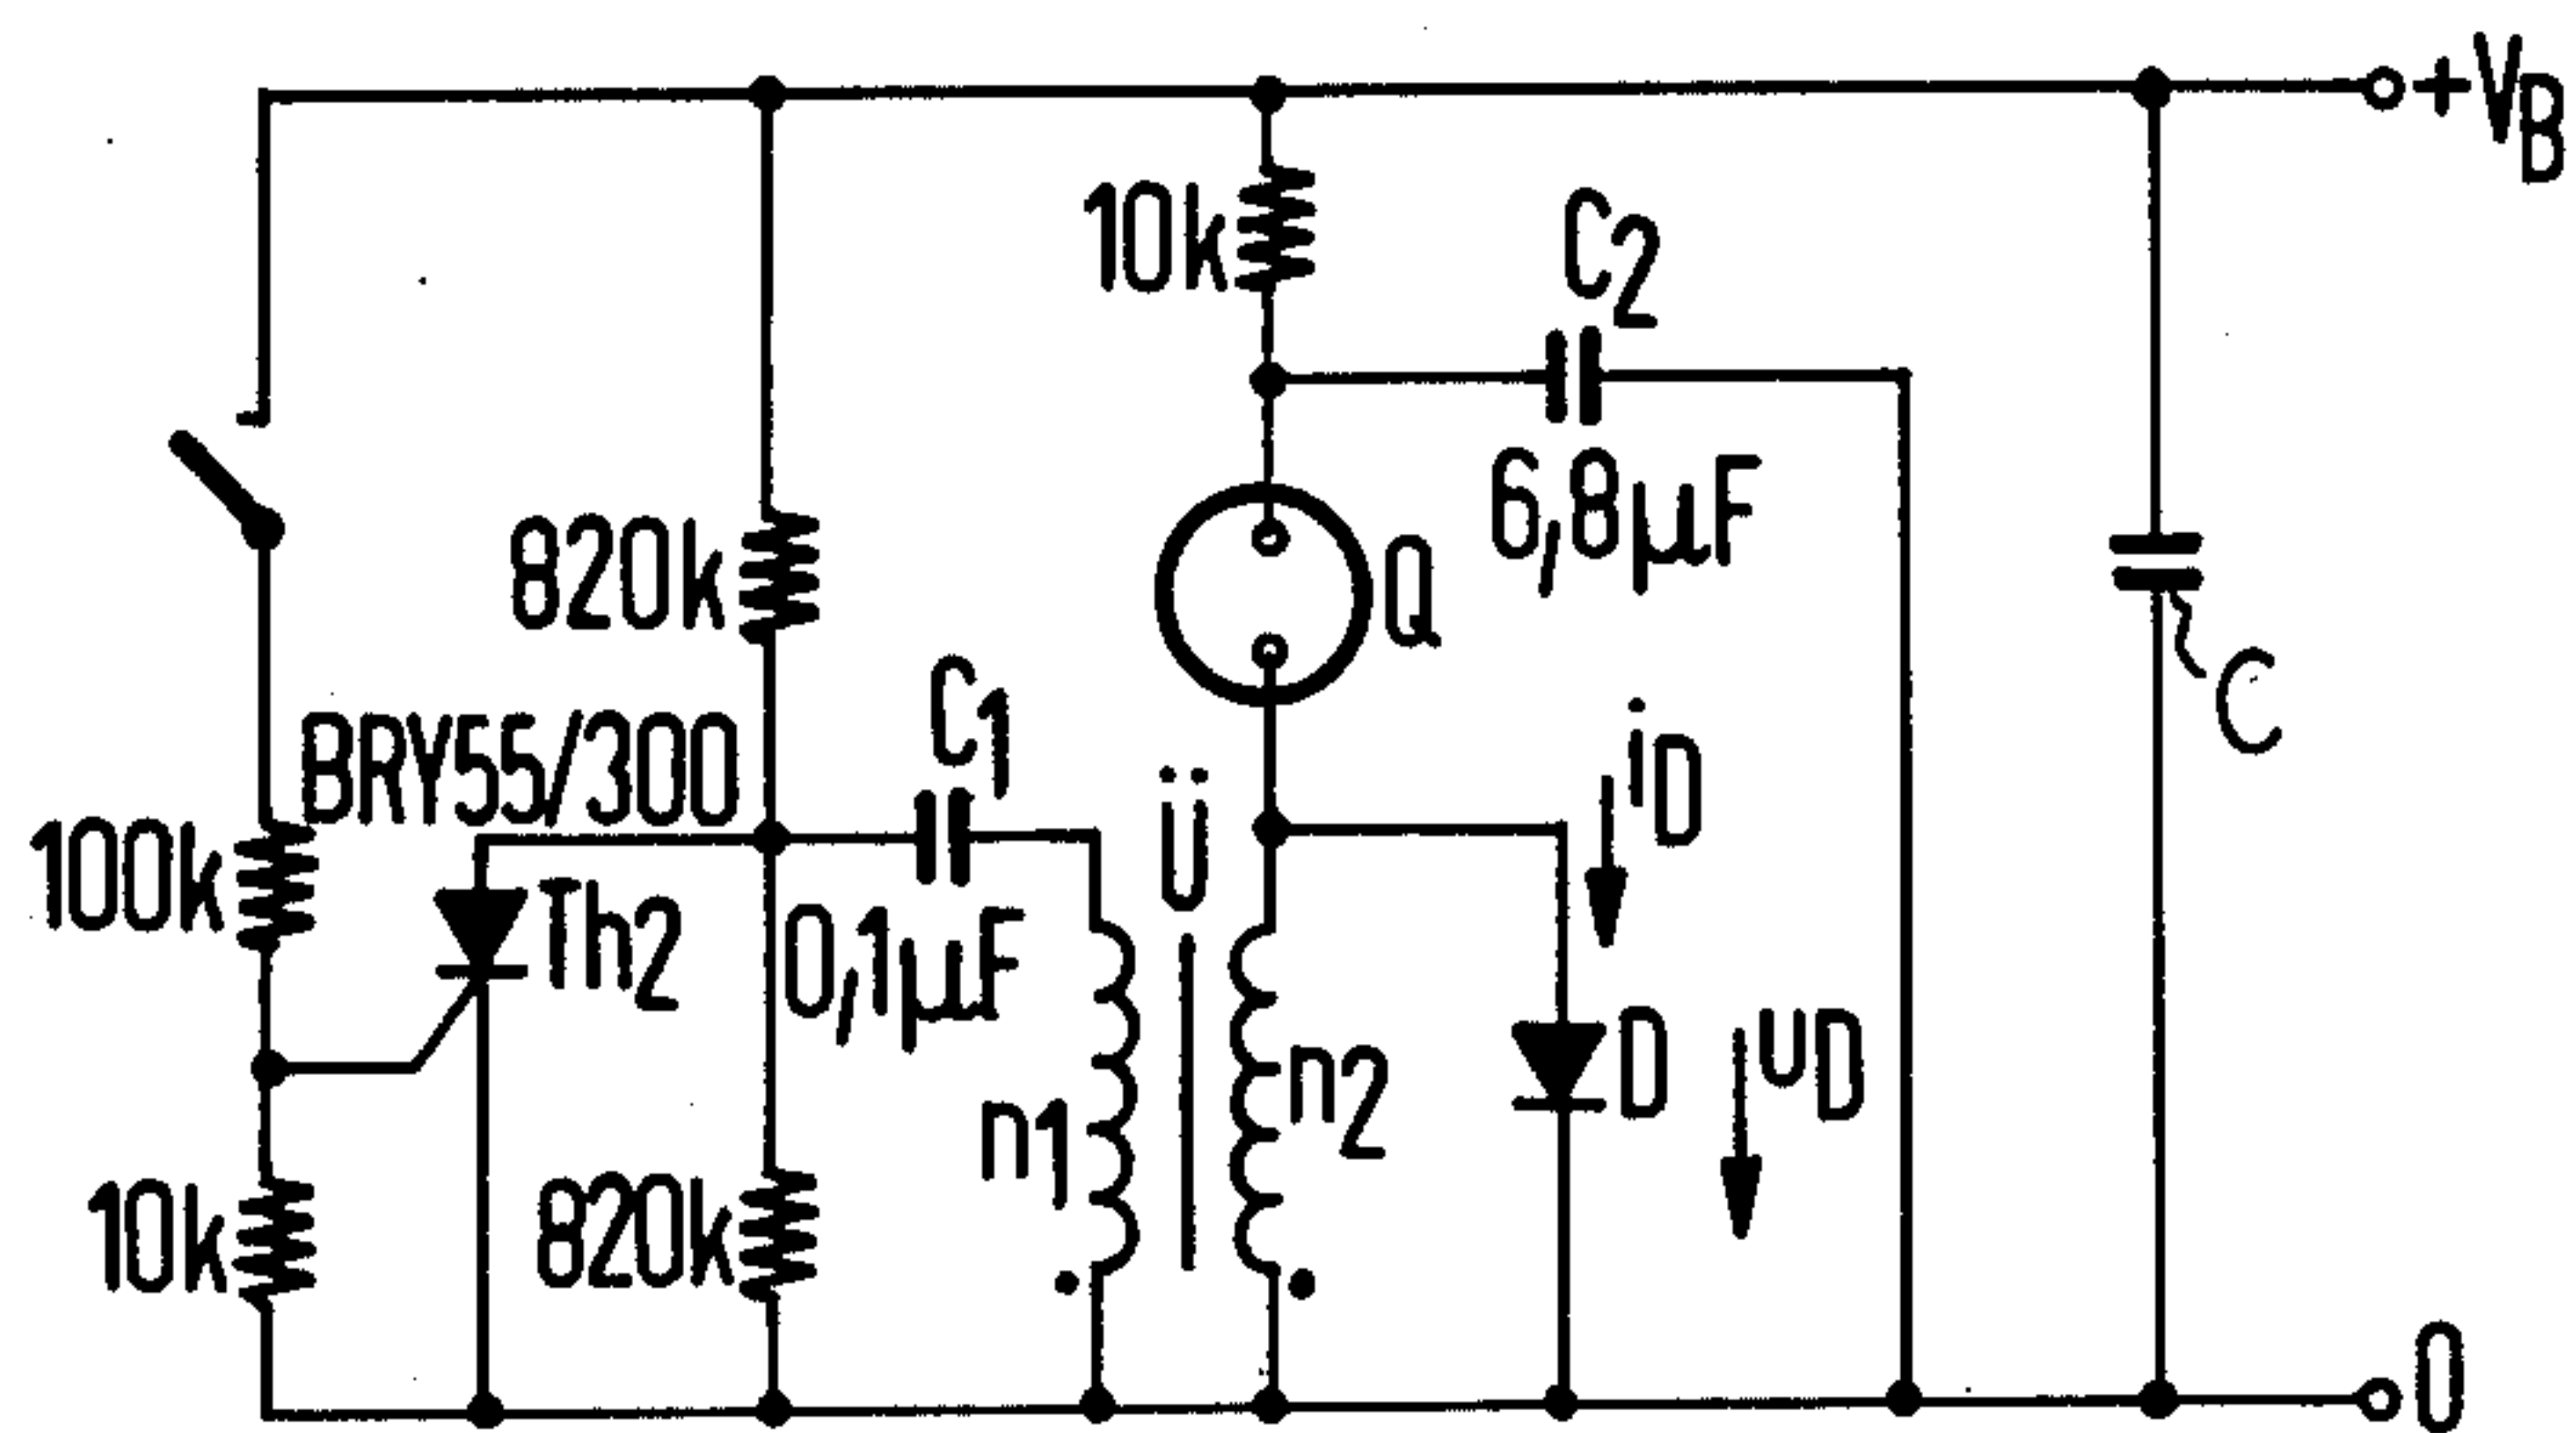 +VB
10k
C2
6,8μF
820k
Q
C1
BRY55/300
iD
C
100k
Ü
Th2
0,1μF
D
uD
n1
n2
10k
820k
0